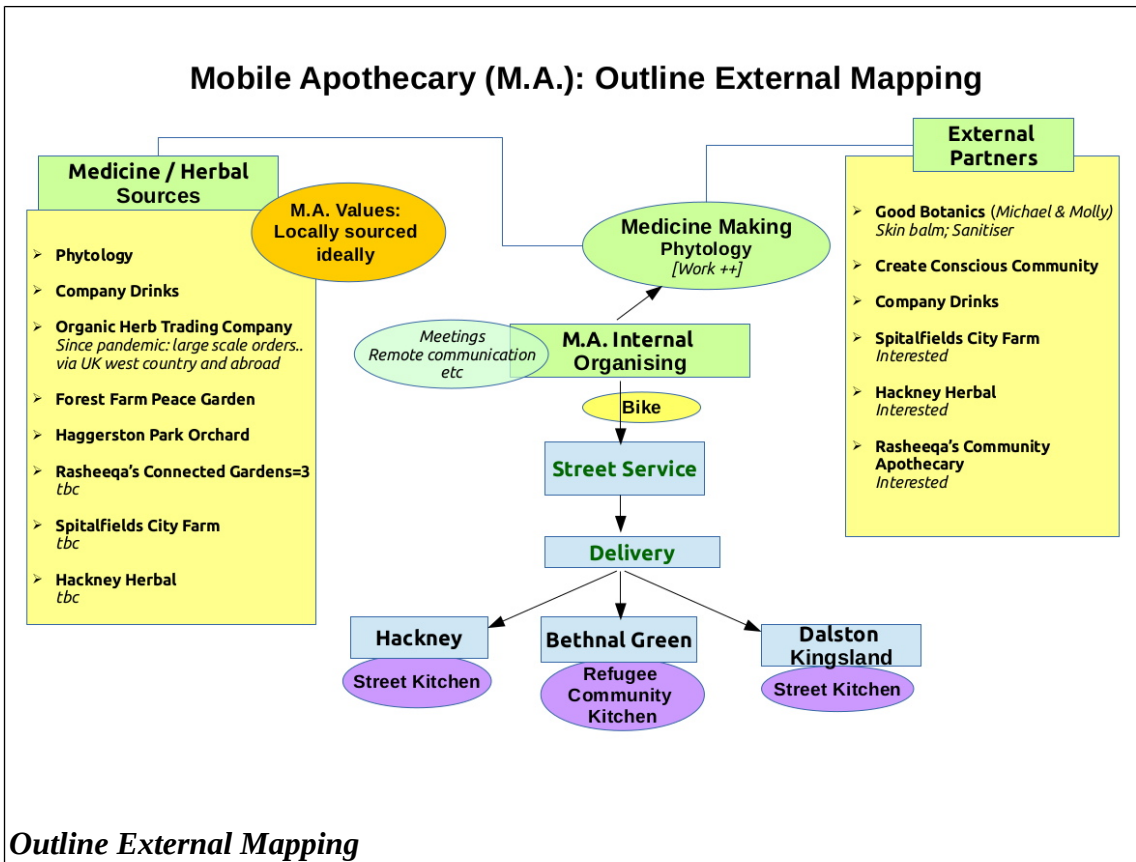 Mobile Apothecary (M.A.): Outline External Mapping
Medicine / Herbal
Sources
M.A. Values:
Locally sourced
ideally
➢ Phytology
➢ Company Drinks
➢ Organic Herb Trading Company
Since pandemic: large scale orders..
via UK west country and abroad
➢ Forest Farm Peace Garden
➢ Haggerston Park Orchard
➢ Rasheeqa’s Connected Gardens=3
tbc
➢ Spitalfields City Farm
tbc
➢ Hackney Herbal
tbc
Medicine Making
Phytology
[Work ++]
Meetings
Remote communication
etc
M.A. Internal
Organising
Bike
Street Service
Delivery
Hackney
Street Kitchen
Bethnal Green
Refugee
Community
Kitchen
Dalston
Kingsland
Street Kitchen
External
Partners
➢ Good Botanics (Michael & Molly)
Skin balm; Sanitiser
➢ Create Conscious Community
➢ Company Drinks
➢ Spitalfields City Farm
Interested
➢ Hackney Herbal
Interested
➢ Rasheeqa’s Community
Apothecary
Interested
Outline External Mapping